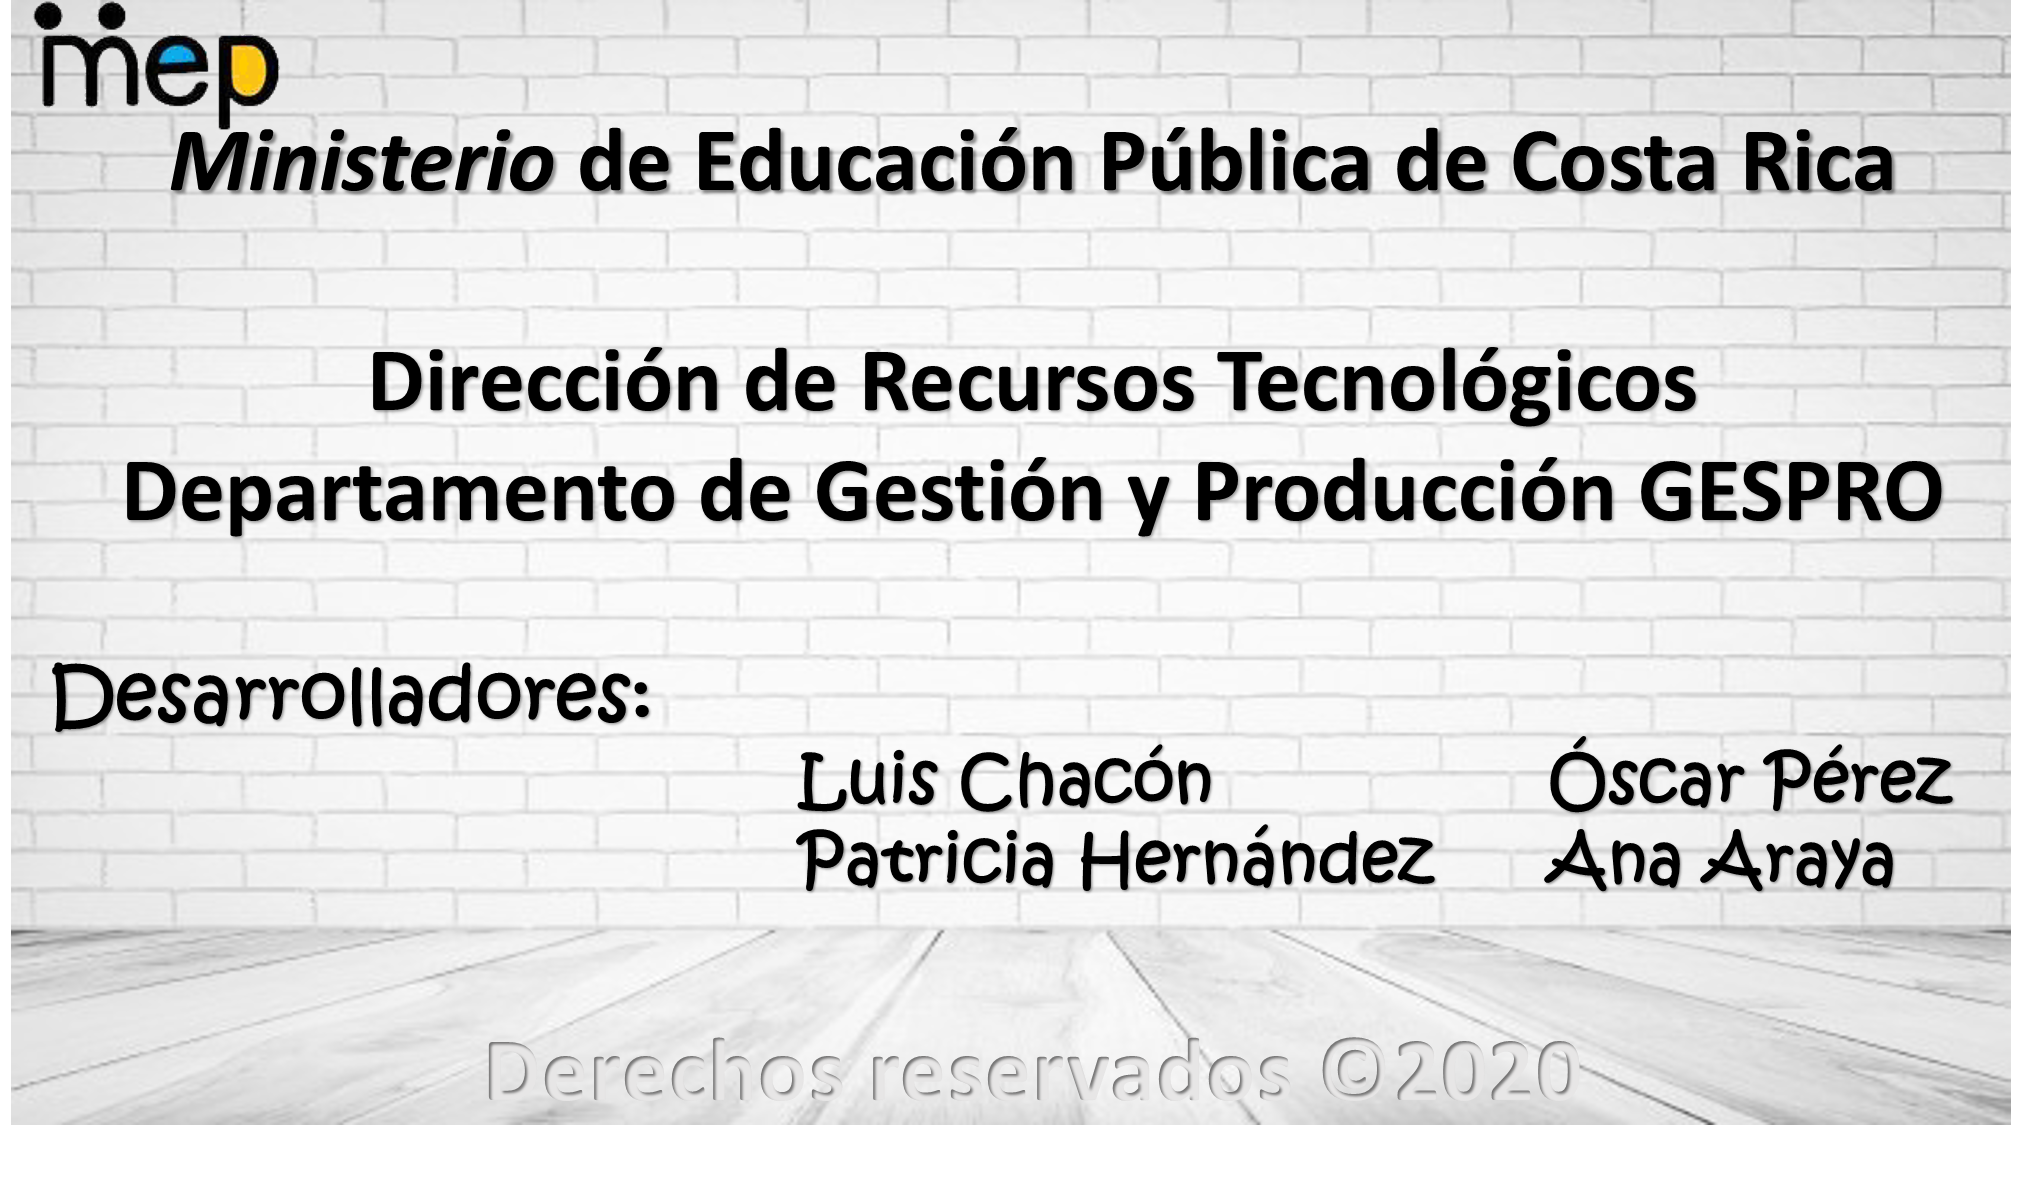 mep
Ministerio de Educación Pública de Costa Rica
Dirección de Recursos Tecnológicos
Departamento de Gestión y Producción GESPRO
Desarrolladores:
Luis Chacón Óscar Pérez
Patricia Hernández Ana Araya
Derechos reservados ©2020